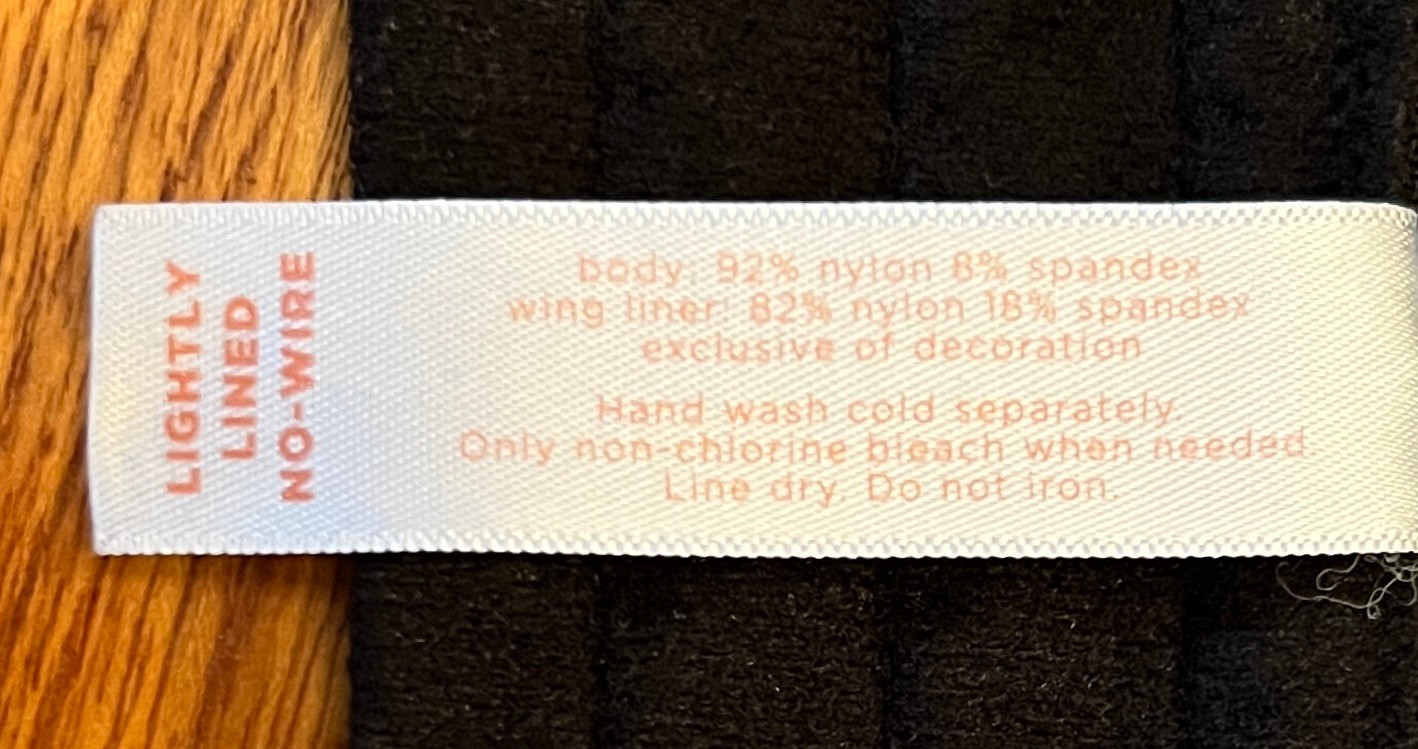 LIGHTLY
LINED
NO-WIRE
body: 92% nylon 8% spandex
wing liner: 82% nylon 18% spandex
exclusive of decoration
Hand wash cold separately.
Only non-chlorine bleach when needed
Line dry. Do not iron.